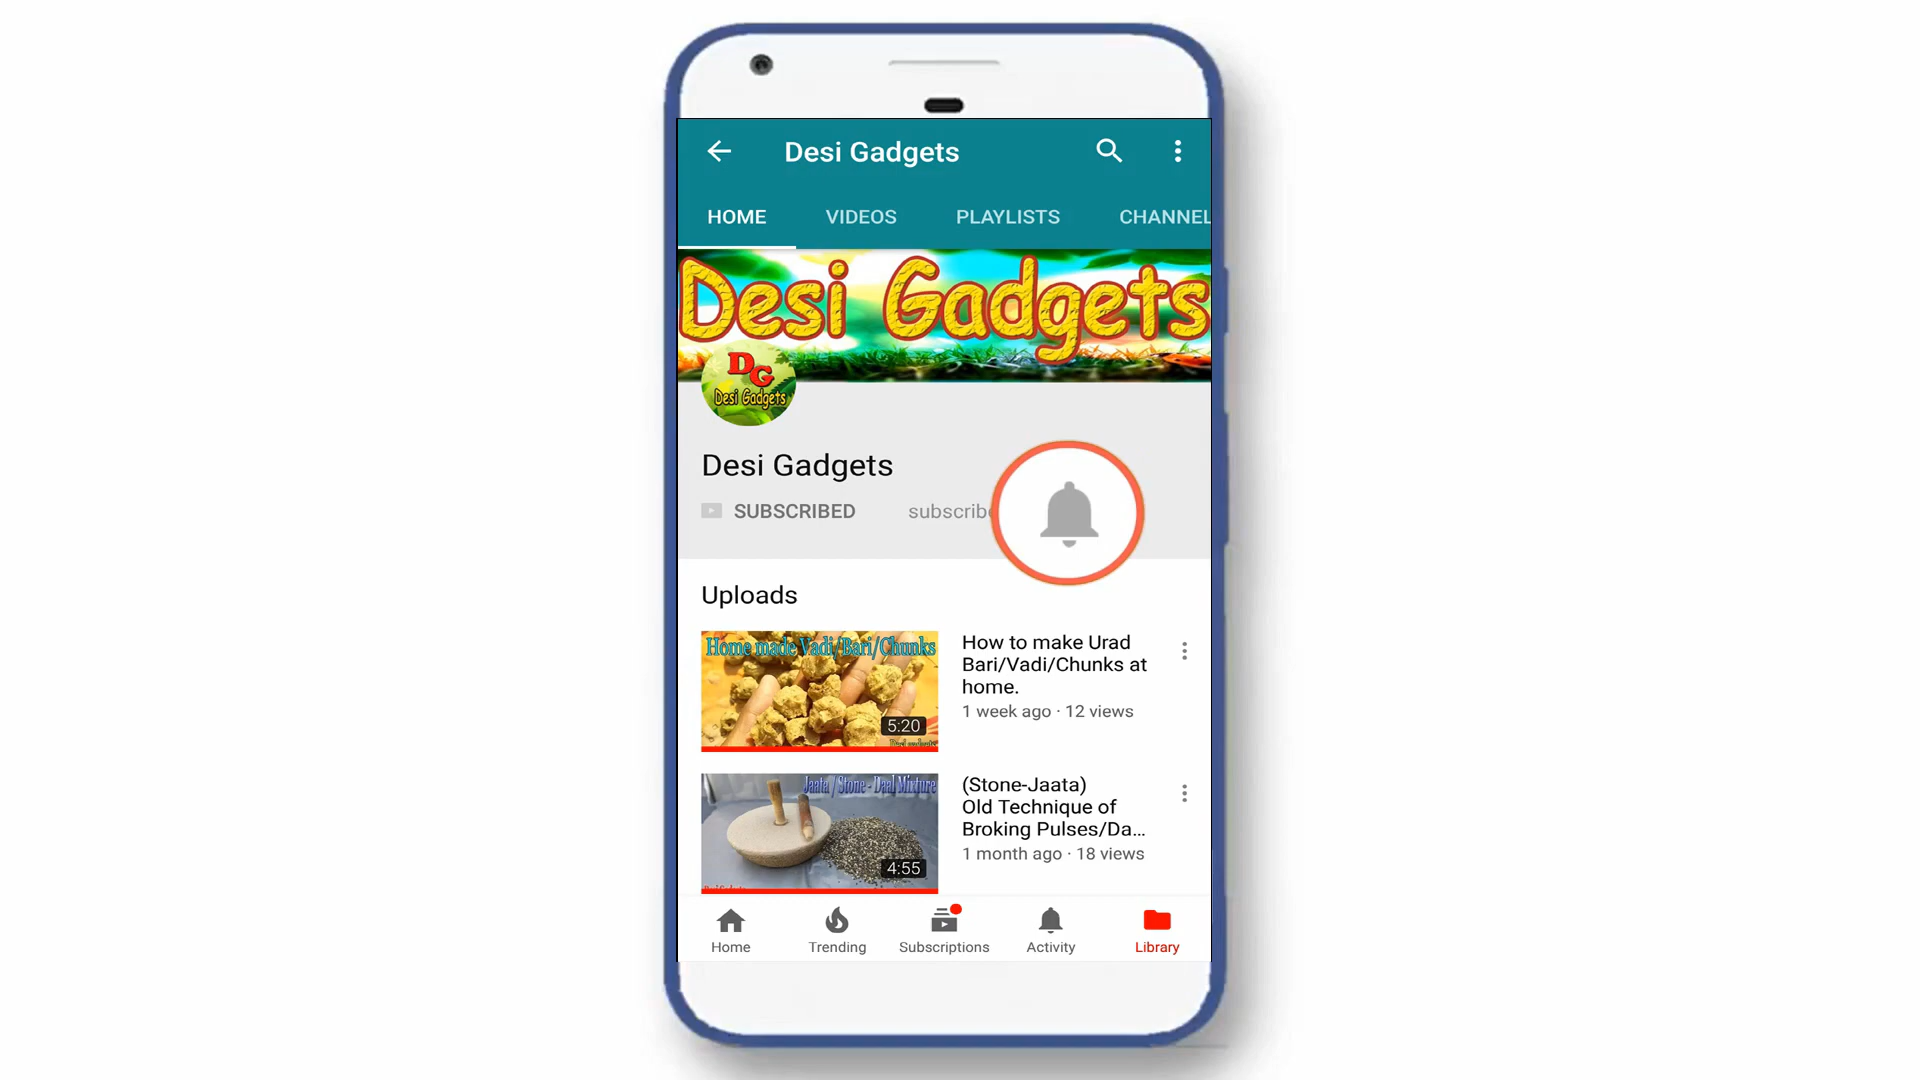 Desi Gadgets
HOME VIDEOS PLAYLISTS CHANNEL
Desi Gadgets
DG
Desi Gadgets
Desi Gadgets
SUBSCRIBED subscribe
Uploads
Home made Vadi/Bari/Chunks
5:20
Desi gadgets
How to make Urad
Bari/Vadi/Chunks at
home.
1 week ago · 12 views
Jaata / Stone - Daal Mixture
4:55
(Stone-Jaata)
Old Technique of
Broking Pulses/Da...
1 month ago · 18 views
Home Trending Subscriptions Activity Library